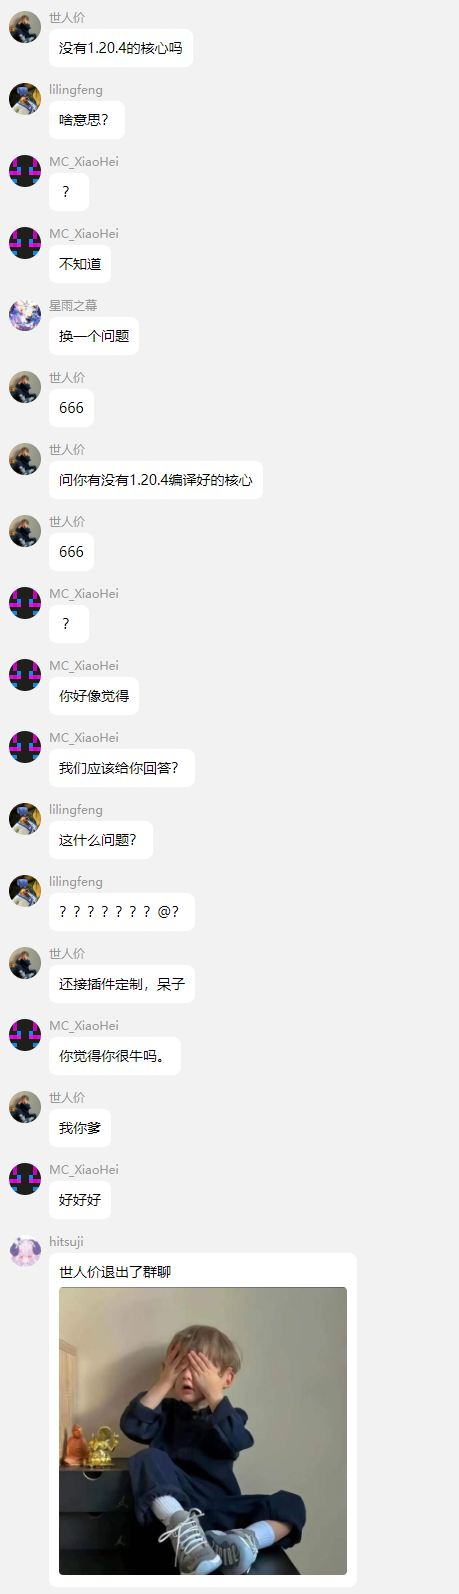 世人价
没有1.20.4的核心吗
lilingfeng
啥意思？
MC_XiaoHei
？
MC_XiaoHei
不知道
星雨之幕
换一个问题
世人价
666
世人价
问你有没有1.20.4编译好的核心
世人价
666
MC_XiaoHei
？
MC_XiaoHei
你好像觉得
MC_XiaoHei
我们应该给你回答？
lilingfeng
这什么问题？
lilingfeng
？？？？？？？@？
世人价
还接插件定制，呆子
MC_XiaoHei
你觉得你很牛吗。
世人价
我你爹
MC_XiaoHei
好好好
hitsuji
世人价退出了群聊